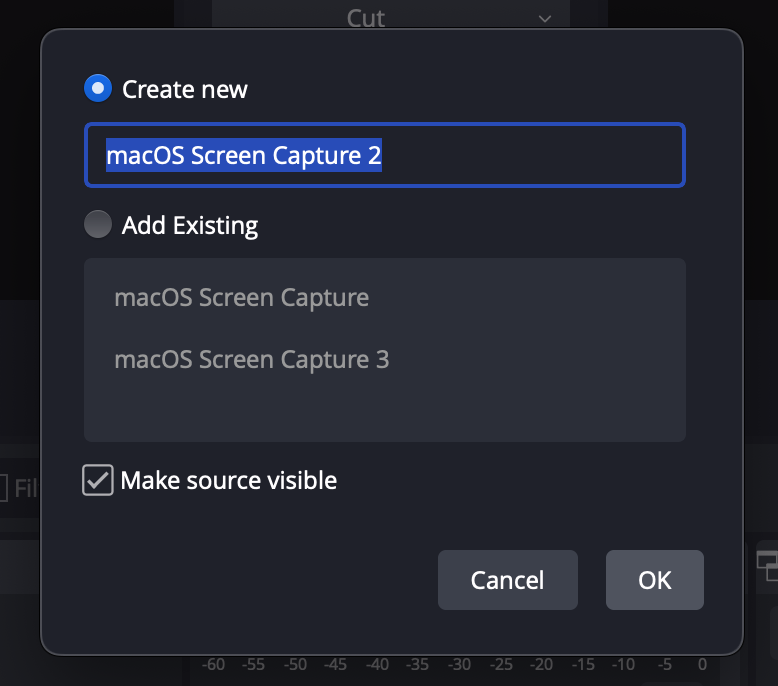 Cut
Create new
macOS Screen Capture 2
Add Existing
macOS Screen Capture
macOS Screen Capture 3
Fil
Make source visible
Cancel
OK
-60 -55 -50 -45 -40 -35 -30 -25 -20 -15 -10 -5 0